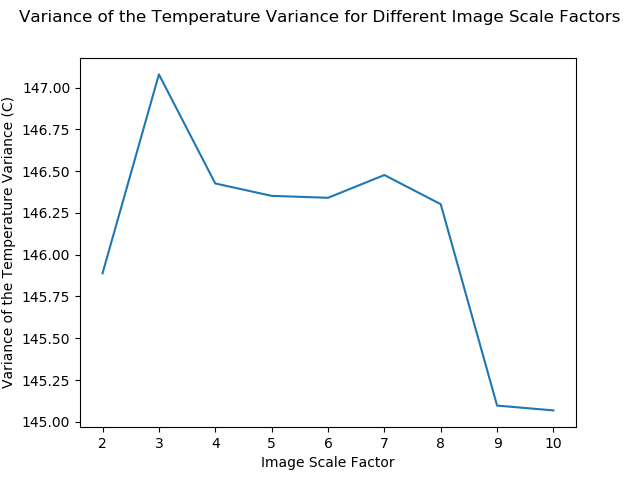 Variance of the Temperature Variance for Different Image Scale Factors
Variance of the Temperature Variance (C)
147.00
146.75
146.50
146.25
146.00
145.75
145.50
145.25
145.00
2 3 4 5 6 7 8 9 10
Image Scale Factor